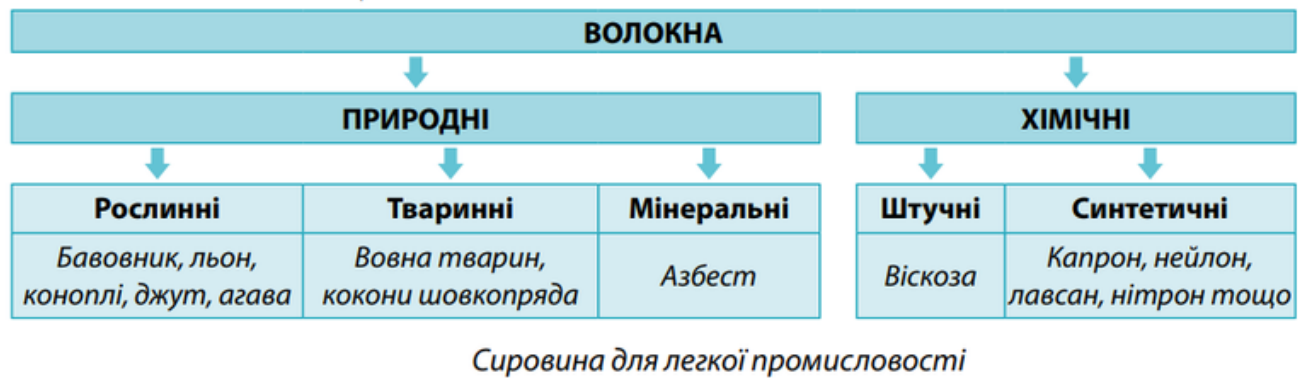 ВОЛОКНА
ПРИРОДНІ
ХІМІЧНІ
Рослинні
Тваринні
Мінеральні
Штучні
Синтетичні
Бавовник, льон,
коноплі, джут, агава
Вовна тварин,
кокони шовкопряда
Азбест
Віскоза
Капрон, нейлон,
лавсан, нітрон тощо
Сировина для легкої промисловості